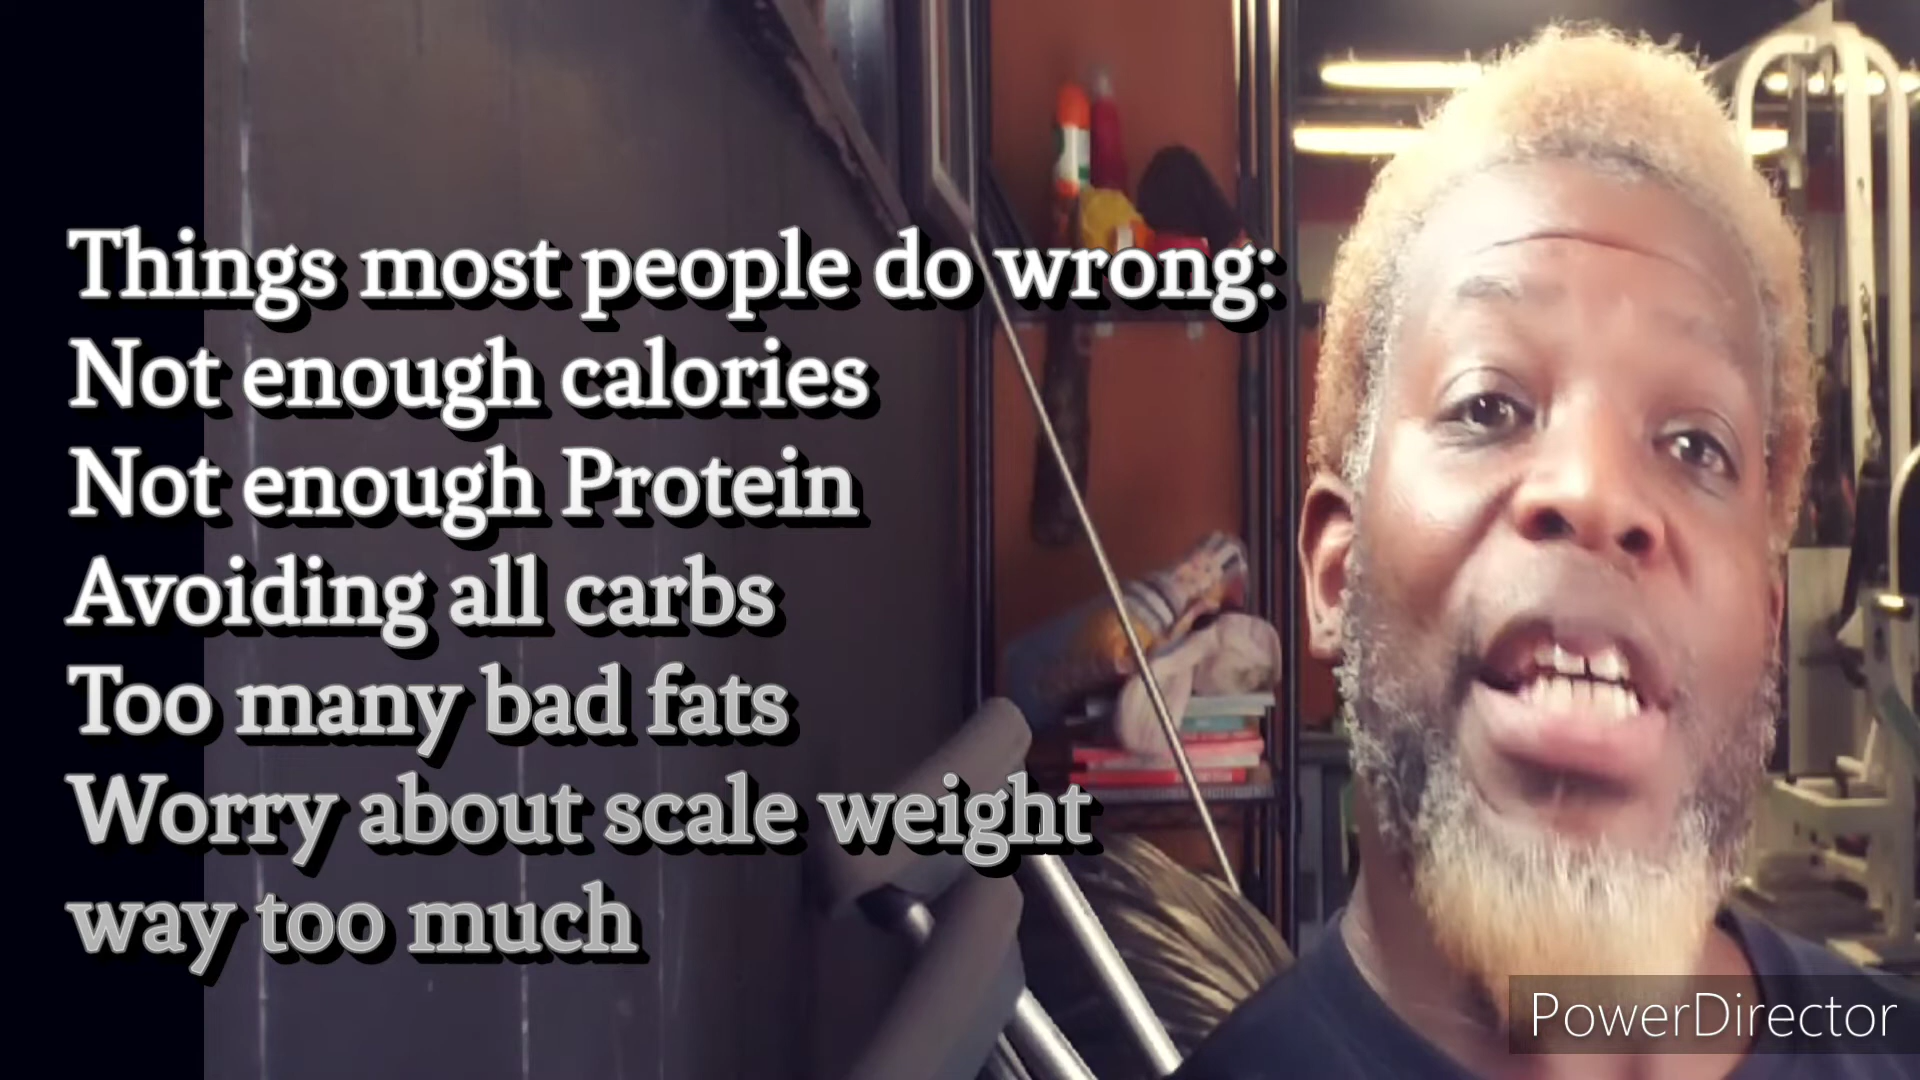 Things most people do wrong:
Not enough calories
Not enough Protein
Avoiding all carbs
Too many bad fats
Worry about scale weight
way too much
PowerDirector